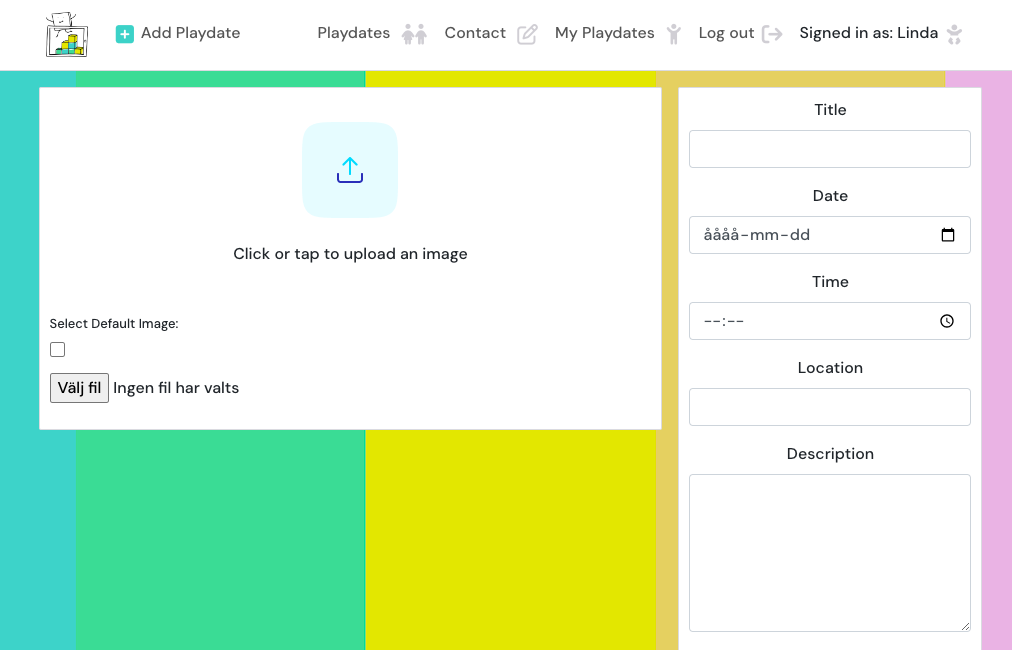 Add Playdate
Playdates
Contact
My Playdates
Log out
Signed in as: Linda
Click or tap to upload an image
Select Default Image:
Välj fil Ingen fil har valts
Title
Date
åååå-mm-dd
Time
--:--
Location
Description